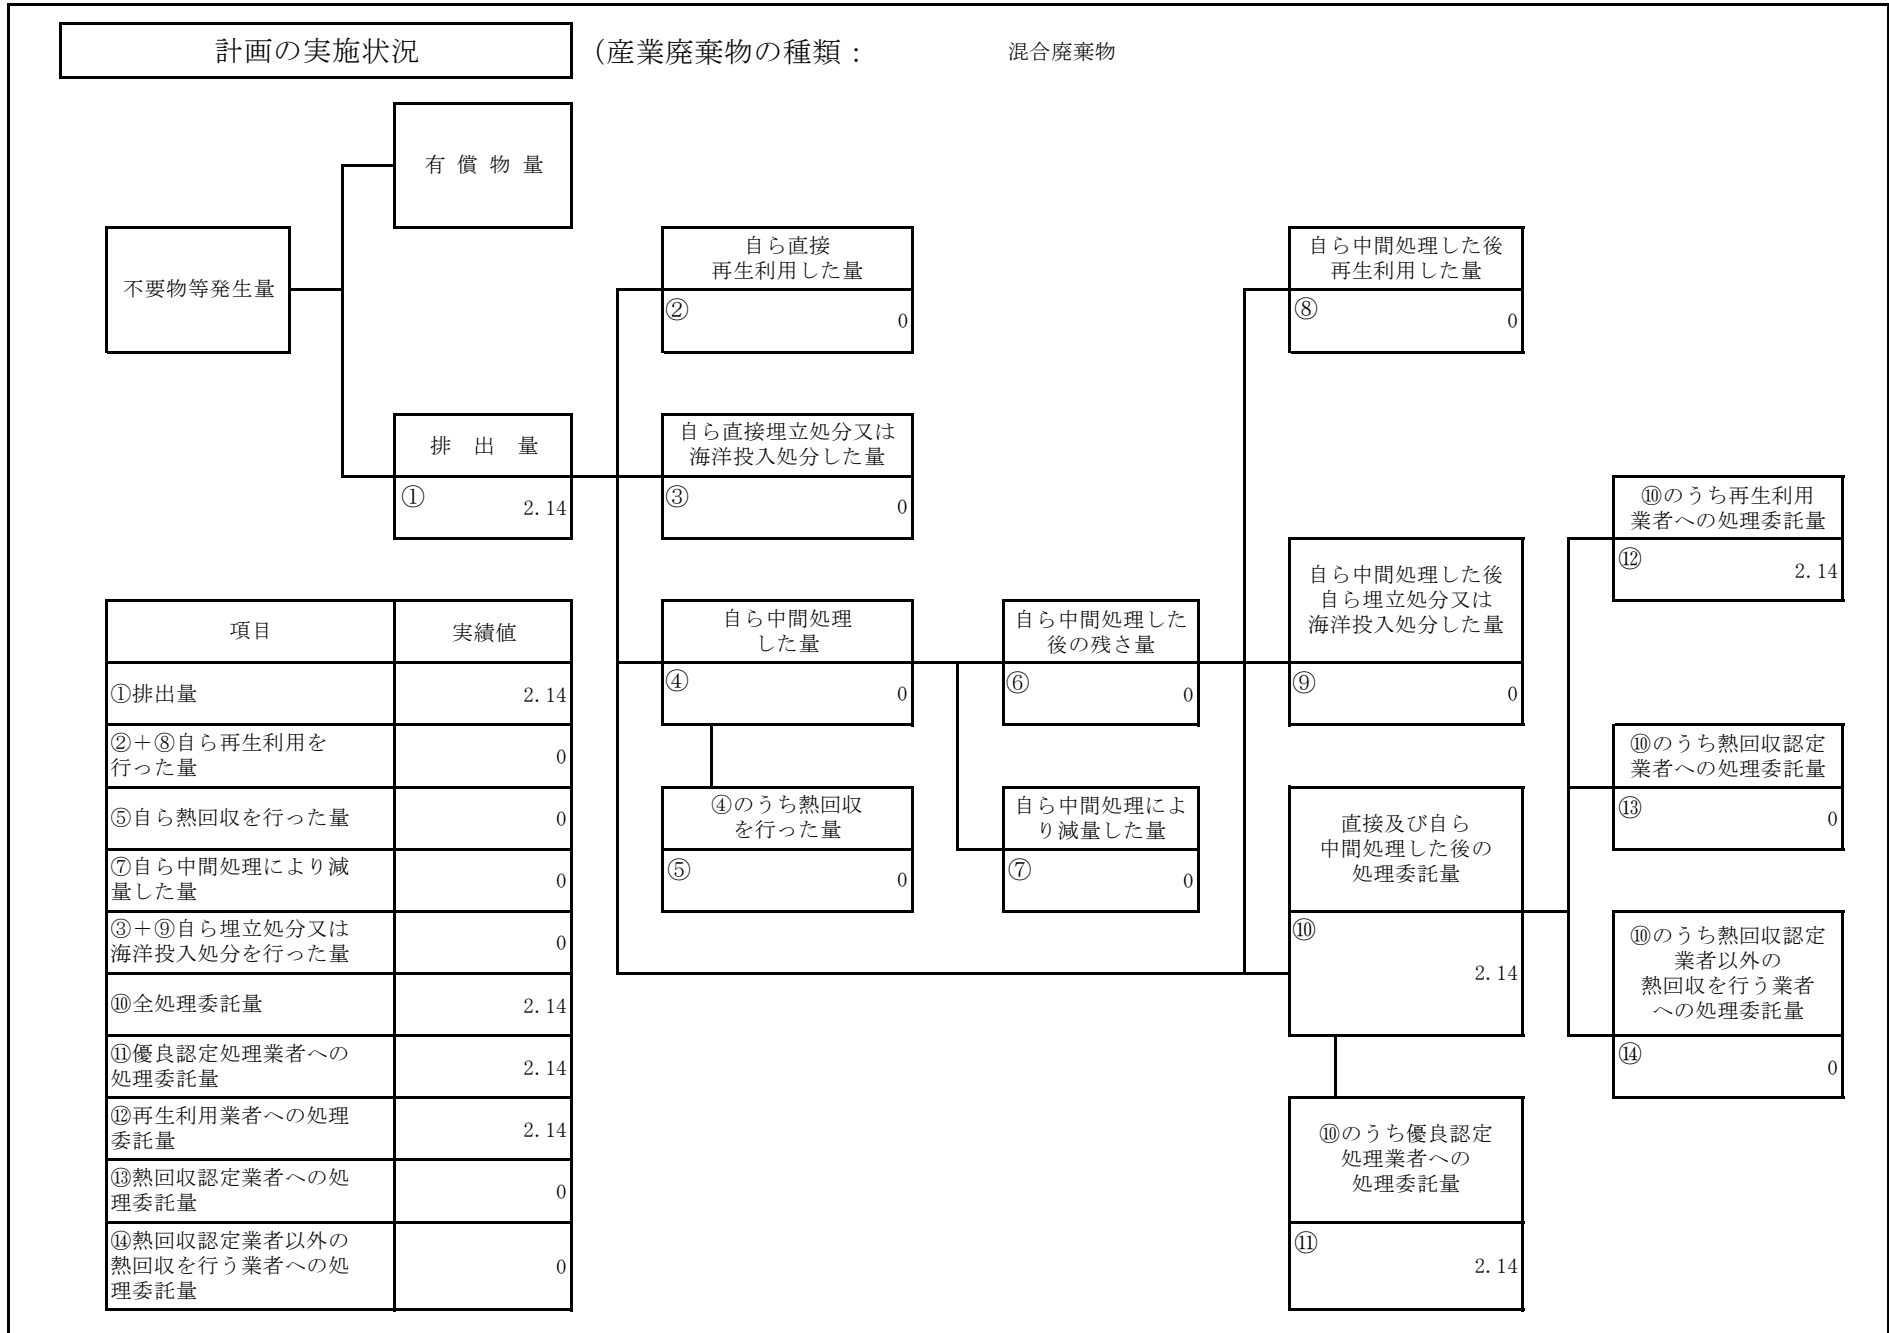 計画の実施状況
（産業廃棄物の種類：
混合廃棄物
有償物量
不要物等発生量
自ら直接
再生利用した量
②
0
自ら中間処理した後
再生利用した量
⑧
0
排出量
①
2.14
自ら直接埋立処分又は
海洋投入処分した量
③
0
⑩のうち再生利用
業者への処理委託量
⑫
2.14
自ら中間処理した後
自ら埋立処分又は
海洋投入処分した量
⑨
0
自ら中間処理
した量
④
0
自ら中間処理した
後の残さ量
⑥
0
⑩のうち熱回収認定
業者への処理委託量
⑬
0
④のうち熱回収
を行った量
⑤
0
自ら中間処理によ
り減量した量
⑦
0
直接及び自ら
中間処理した後の
処理委託量
⑩
2.14
⑩のうち熱回収認定
業者以外の
熱回収を行う業者
への処理委託量
⑭
0
⑩のうち優良認定
処理業者への
処理委託量
⑪
2.14
項目 実績値
①排出量 2.14
②＋⑧自ら再生利用を
行った量 0
⑤自ら熱回収を行った量 0
⑦自ら中間処理により減
量した量 0
③＋⑨自ら埋立処分又は
海洋投入処分を行った量 0
⑩全処理委託量 2.14
⑪優良認定処理業者への
処理委託量 2.14
⑫再生利用業者への処理
委託量 2.14
⑬熱回収認定業者への処
理委託量 0
⑭熱回収認定業者以外の
熱回収を行う業者への処
理委託量 0